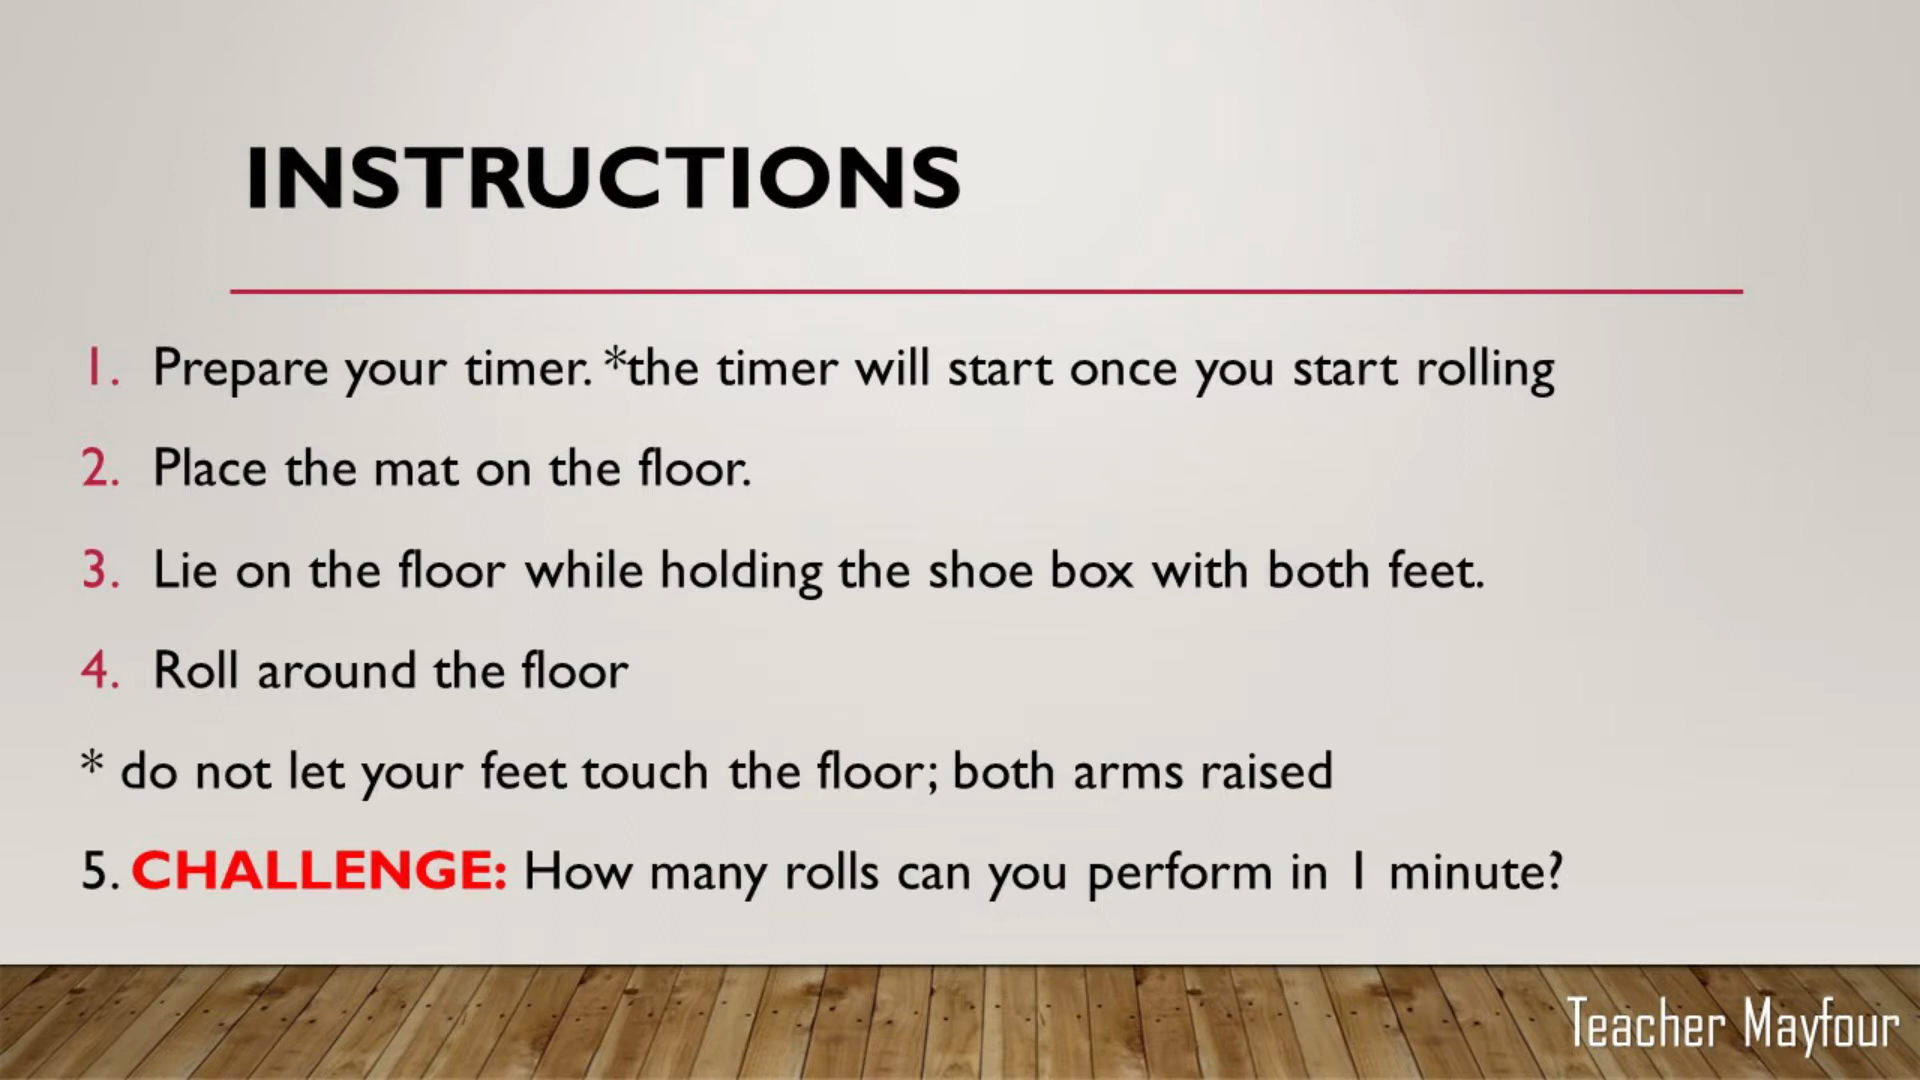 INSTRUCTIONS
1. Prepare your timer. *the timer will start once you start rolling
2. Place the mat on the floor.
3. Lie on the floor while holding the shoe box with both feet.
4. Roll around the floor
* do not let your feet touch the floor; both arms raised
5. CHALLENGE: How many rolls can you perform in 1 minute?
Teacher Mayfour